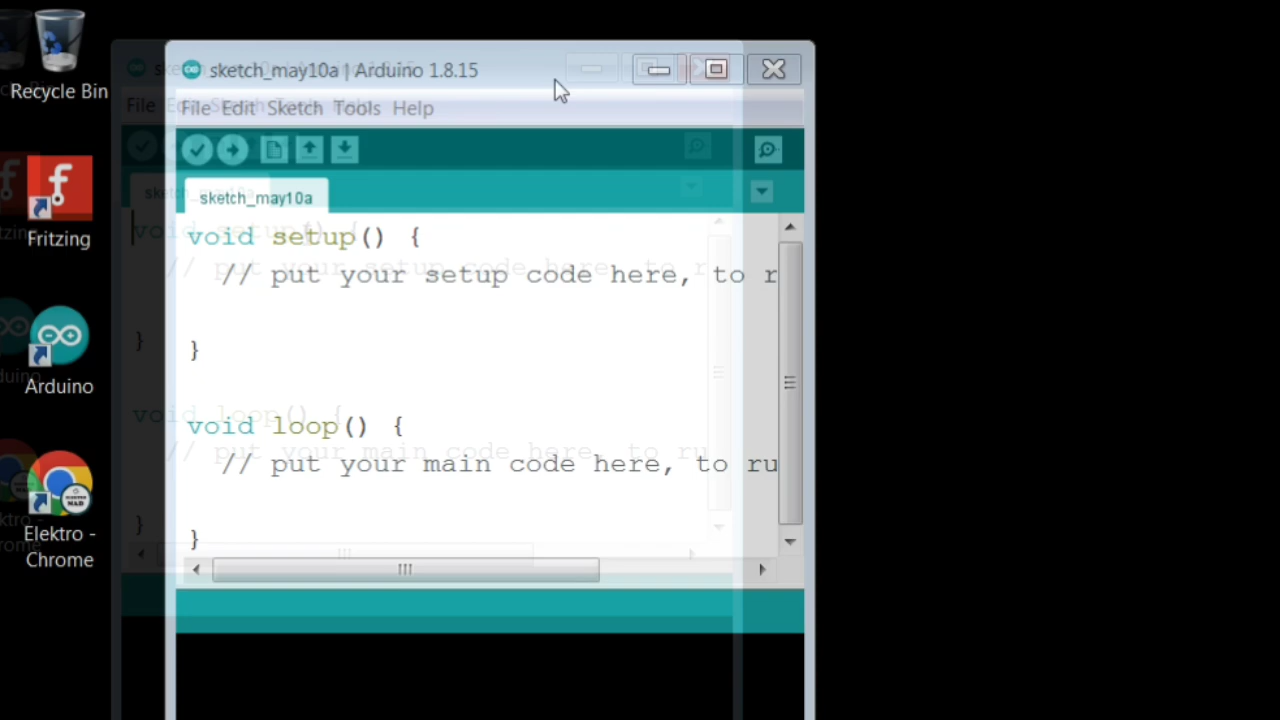 Recycle Bin
Fritzing
Arduino
Elektro -
Chrome
sketch_may10a | Arduino 1.8.15
File Edit Sketch Tools Help
sketch_may10a
void setup() {
// put your setup code here, to r
}
void loop() {
// put your main code here, to ru
}